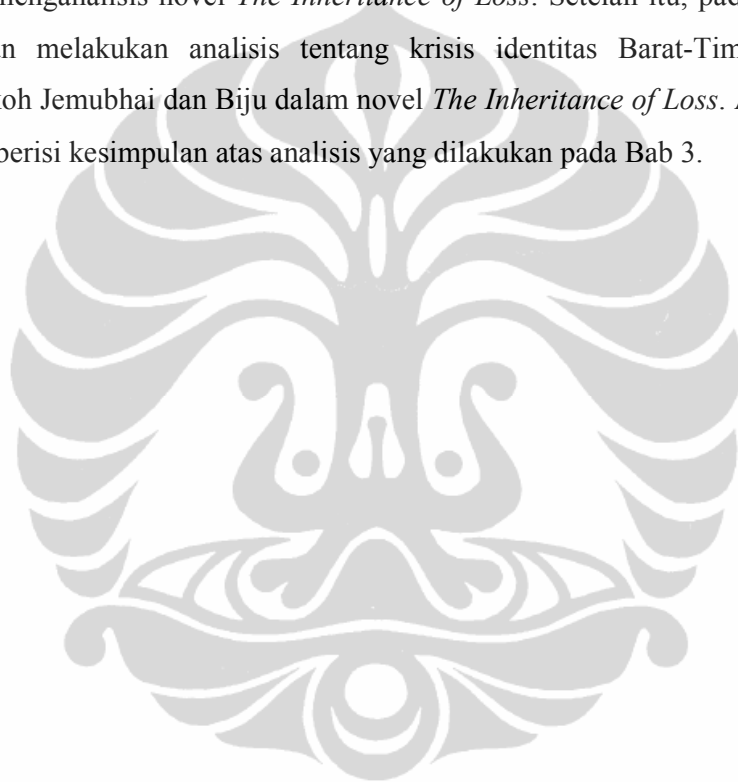 menganalisis novel The Inheritance of Loss. Setelah itu, pad
melakukan analisis tentang krisis identitas Barat-Tim
Jemubhai dan Biju dalam novel The Inheritance of Loss.
berisi kesimpulan atas analisis yang dilakukan pada Bab 3.